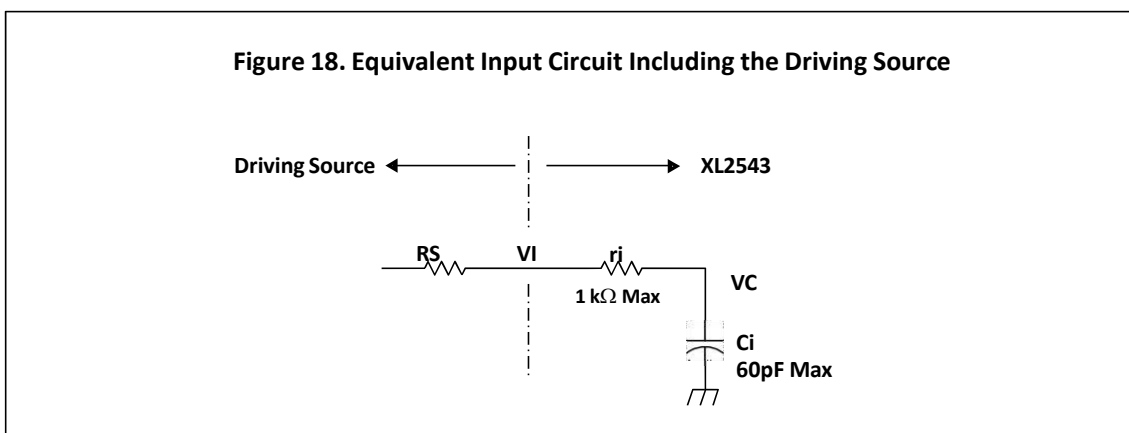 Figure 18. Equivalent Input Circuit Including the Driving Source
Driving Source
XL2543
RS
VI
ri
1 kΩ Max
VC
Ci
60pF Max